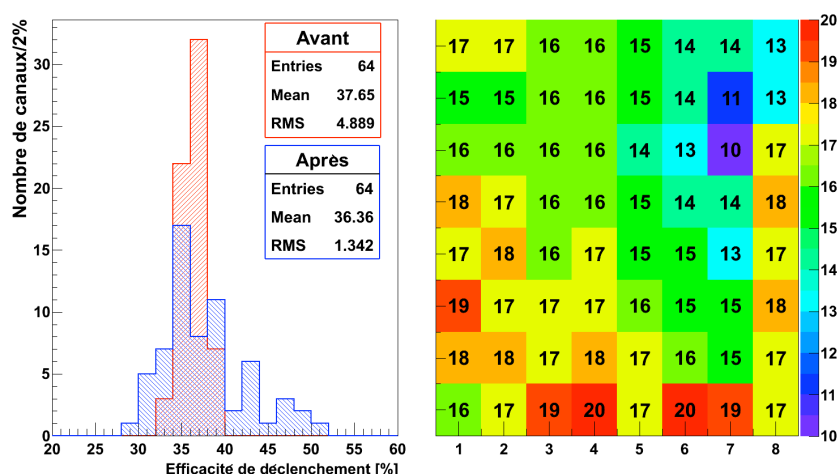 Nombre de canaux/2%
30
25
20
15
10
5
0
Avant
Entries 64
Mean 37.65
RMS 4.889
Après
Entries 64
Mean 36.36
RMS 1.342
20 25 30 35 40 45 50 55 60
Efficacité de déclenchement [%]
17 17 16 16 15 14 14 13
15 15 16 16 15 14 11 13
16 16 16 16 14 13 10 17
18 17 16 16 15 14 14 18
17 18 16 17 15 15 13 17
19 17 17 17 16 15 15 18
18 18 17 18 17 16 15 17
16 17 19 20 17 20 19 17
1 2 3 4 5 6 7 8
20
19
18
17
16
15
14
13
12
11
10